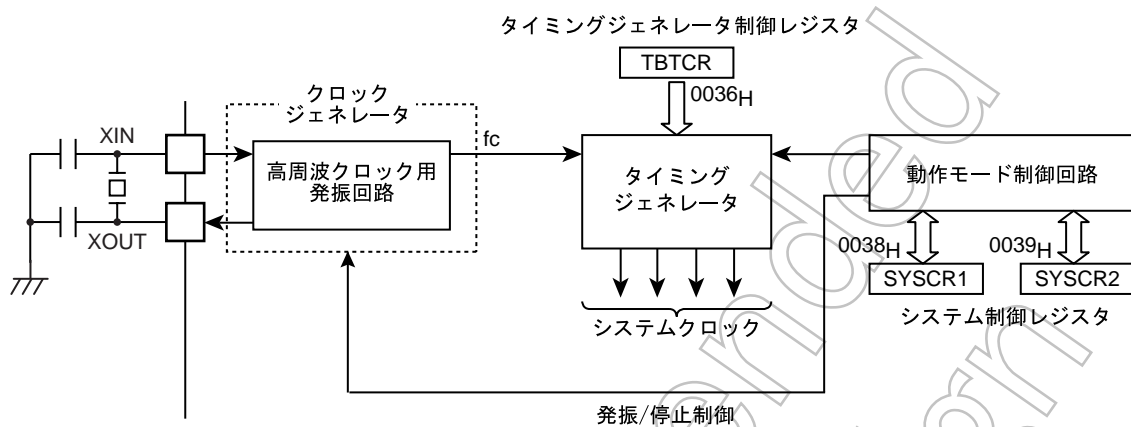 タイミングジェネレータ制御レジスタ
TBTCR
0036H
クロック
ジェネレータ
XIN
fc
高周波クロック用
発振回路
タイミング
ジェネレータ
動作モード制御回路
XOUT
0038H
0039H
SYSCR1
SYSCR2
システムクロック
システム制御レジスタ
発振/停止制御